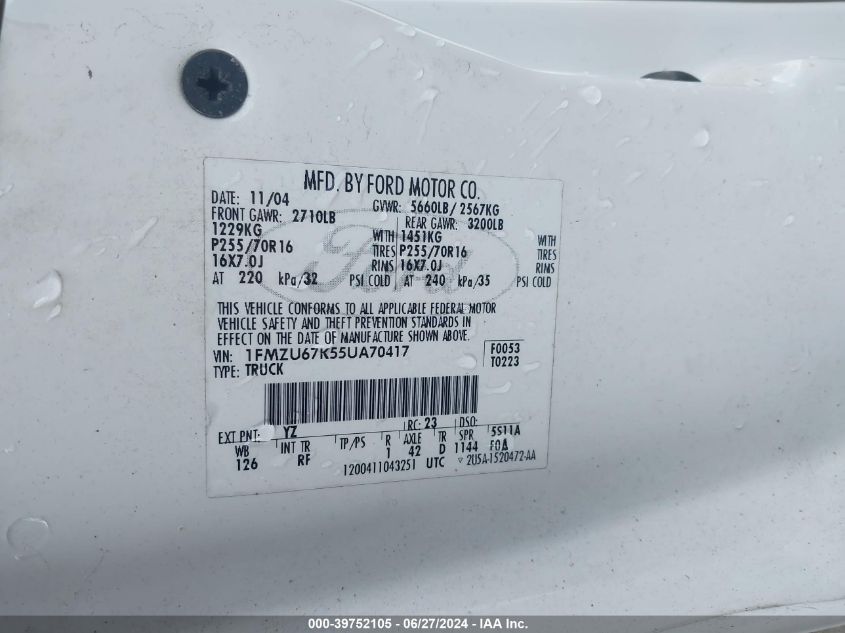 MFD. BY FORD MOTOR CO.
DATE: 11/04 GVWR: 5660LB/ 2567KG
FRONT GAWR: 2710LB REAR GAWR: 3200LB
1229KG WITH 1451KG WITH
P255/70R16 TIRES P255/70R16 TIRES
16X7.0J RIMS 16X7.0J RIMS
AT 220 kPa/32 PSI COLD AT 240 kPa/35 PSI COLD
Ford
THIS VEHICLE CONFORMS TO ALL APPLICABLE FEDERAL MOTOR
VEHICLE SAFETY AND THEFT PREVENTION STANDARDS IN
EFFECT ON THE DATE OF MANUFACTURE SHOWN ABOVE.
VIN: 1FMZU67K55UA70417 F0053
TYPE: TRUCK T0223
EXT PNT: YZ RC: 23 DSO:
WB INT TR TP/PS R AXLE TR SPR 5S11A
126 RF 1 42 D 1144 F0A
1200411043251 UTC 2U5A-1520472-AA
000-39752105 - 06/27/2024 - IAA Inc.